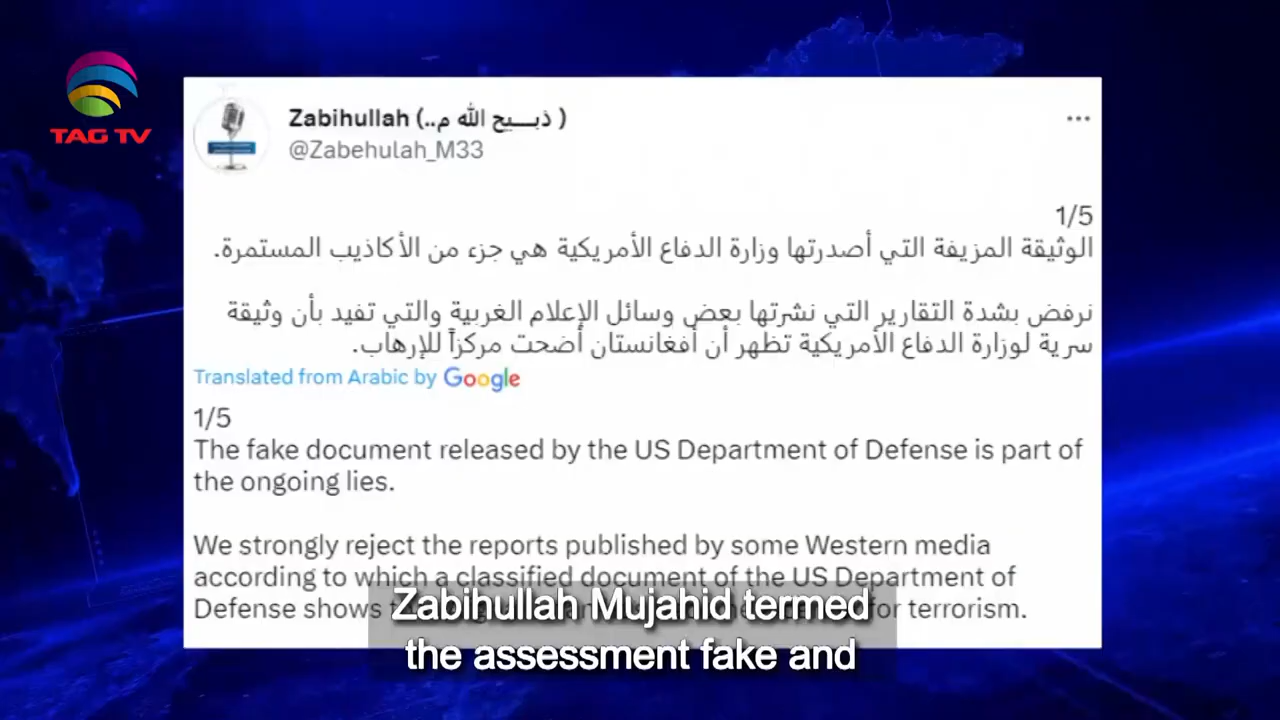 TAG TV
Zabihullah (..ذبـــيح الله م )
@Zabehulah_M33
1/5
الوثيقة المزيفة التي أصدرتها وزارة الدفاع الأمريكية هي جزء من الأكاذيب المستمرة.
نرفض بشدة التقارير التي نشرتها بعض وسائل الإعلام الغربية والتي تفيد بأن وثيقة
سرية لوزارة الدفاع الأمريكية تظهر أن أفغانستان أضحت مركزاً للإرهاب.
Translated from Arabic by Google
1/5
The fake document released by the US Department of Defense is part of
the ongoing lies.
We strongly reject the reports published by some Western media
according to which a classified document of the US Department of
Defense shows for terrorism.
Zabihullah Mujahid termed
the assessment fake and